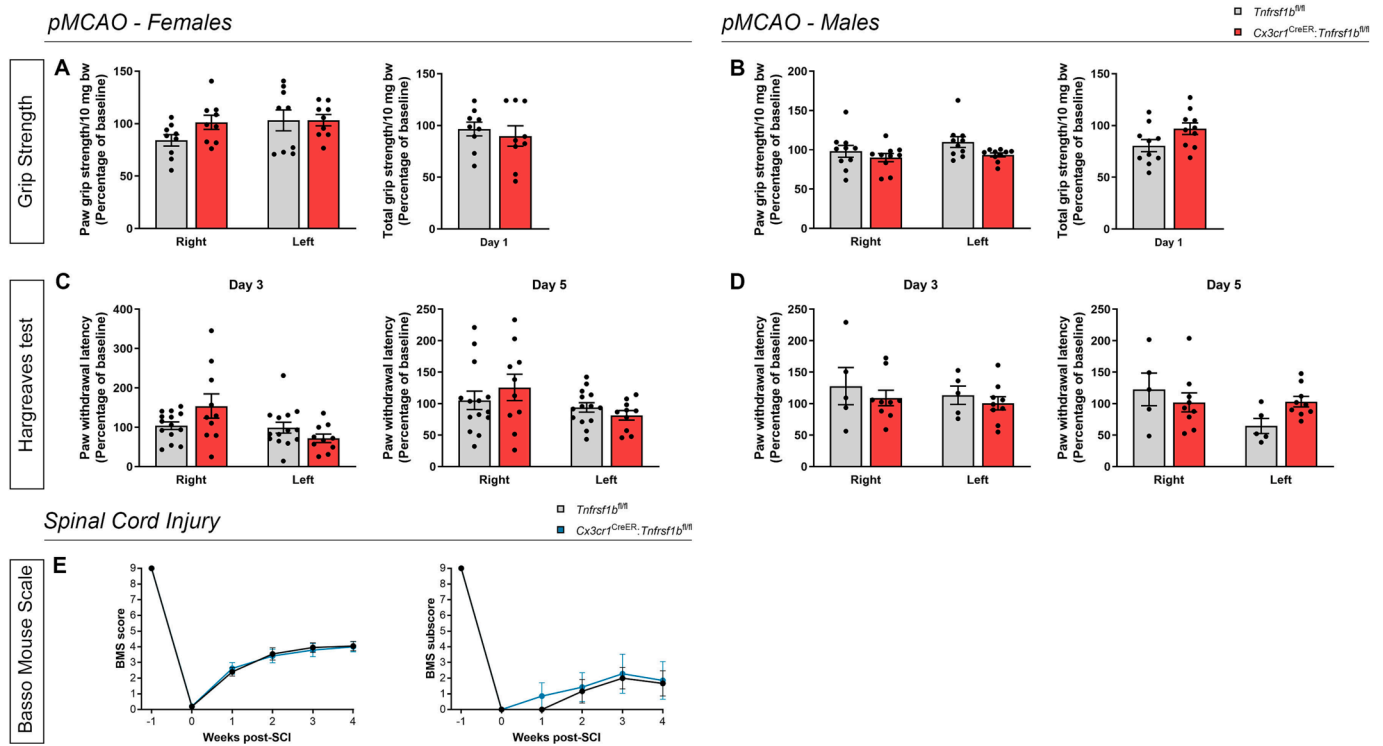 pMCAO - Females
pMCAO - Males
Tnfrsf1b^fl/fl
Cx3cr1^CreER:Tnfrsf1b^fl/fl
Grip Strength
A
Paw grip strength/10 mg bw
(Percentage of baseline)
150
100
50
0
Right Left
Total grip strength/10 mg bw
(Percentage of baseline)
150
100
50
0
Day 1
B
Paw grip strength/10 mg bw
(Percentage of baseline)
200
150
100
50
0
Right Left
Total grip strength/10 mg bw
(Percentage of baseline)
150
100
50
0
Day 1
Hargreaves test
C
Day 3
Paw withdrawal latency
(Percentage of baseline)
400
300
200
100
0
Right Left
Day 5
Paw withdrawal latency
(Percentage of baseline)
250
200
150
100
50
0
Right Left
D
Day 3
Paw withdrawal latency
(Percentage of baseline)
250
200
150
100
50
0
Right Left
Day 5
Paw withdrawal latency
(Percentage of baseline)
250
200
150
100
50
0
Right Left
Spinal Cord Injury
Tnfrsf1b^fl/fl
Cx3cr1^CreER:Tnfrsf1b^fl/fl
Basso Mouse Scale
E
BMS score
9
8
7
6
5
4
3
2
1
0
-1 0 1 2 3 4
Weeks post-SCI
BMS subscore
9
8
7
6
5
4
3
2
1
0
-1 0 1 2 3 4
Weeks post-SCI